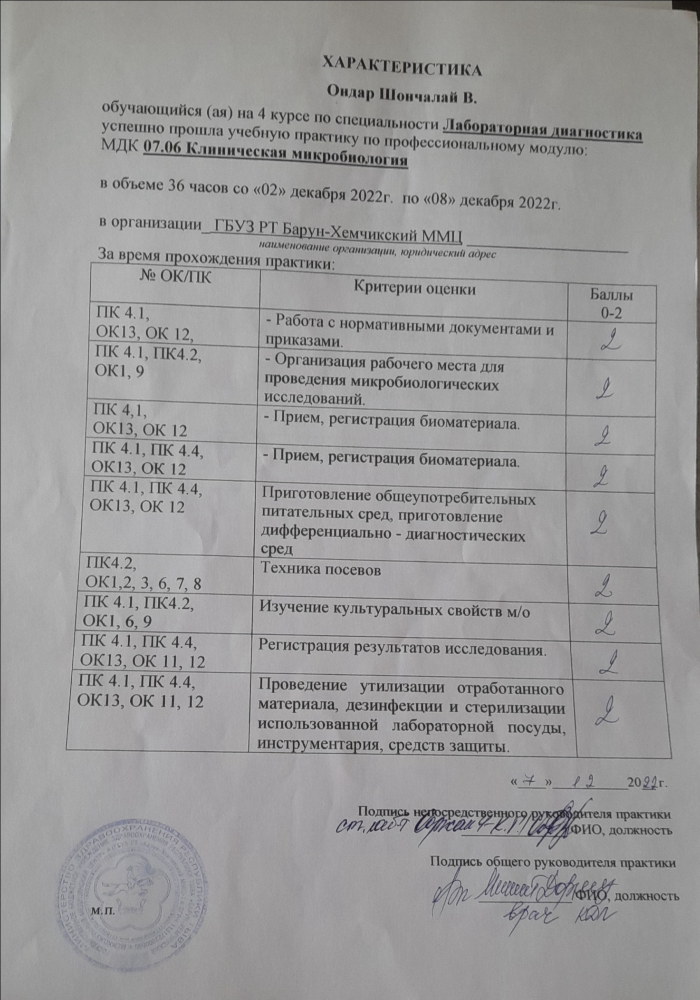 ХАРАКТЕРИСТИКА
Ондар Шончалай В.
обучающийся (ая) на 4 курсе по специальности Лабораторная диагностика
успешно прошла учебную практику по профессиональному модулю:
МДК 07.06 Клиническая микробиология
в объеме 36 часов со «02» декабря 2022г. по «08» декабря 2022г.
в организации_ ГБУЗ РТ Барун-Хемчикский ММЦ
наименование организации, юридический адрес
За время прохождения практики:
№ ОК/ПК
Критерии оценки
Баллы
0-2
ПК 4.1,
ОК13, ОК 12,
- Работа с нормативными документами и
приказами.
2
ПК 4.1, ПК4.2,
ОК1, 9
- Организация рабочего места для
проведения микробиологических
исследований.
2
ПК 4,1,
ОК13, ОК 12
- Прием, регистрация биоматериала.
2
ПК 4.1, ПК 4.4,
ОК13, ОК 12
- Прием, регистрация биоматериала.
2
ПК 4.1, ПК 4.4,
ОК13, ОК 12
Приготовление общеупотребительных
питательных сред, приготовление
дифференциально - диагностических
сред
2
ПК4.2,
ОК1,2, 3, 6, 7, 8
Техника посевов
2
ПК 4.1, ПК4.2,
ОК1, 6, 9
Изучение культуральных свойств м/о
2
ПК 4.1, ПК 4.4,
ОК13, ОК 11, 12
Регистрация результатов исследования.
2
ПК 4.1, ПК 4.4,
ОК13, ОК 11, 12
Проведение утилизации отработанного
материала, дезинфекции и стерилизации
использованной лабораторной посуды,
инструментария, средств защиты.
2
«7» 12 2022г.
Подпись непосредственного руководителя практики
ФИО, должность
Подпись общего руководителя практики
ФИО, должность
врач КДЛ
МИНИСТЕРСТВО ЗДРАВООХРАНЕНИЯ РЕСПУБЛИКИ ТЫВА
М.П.